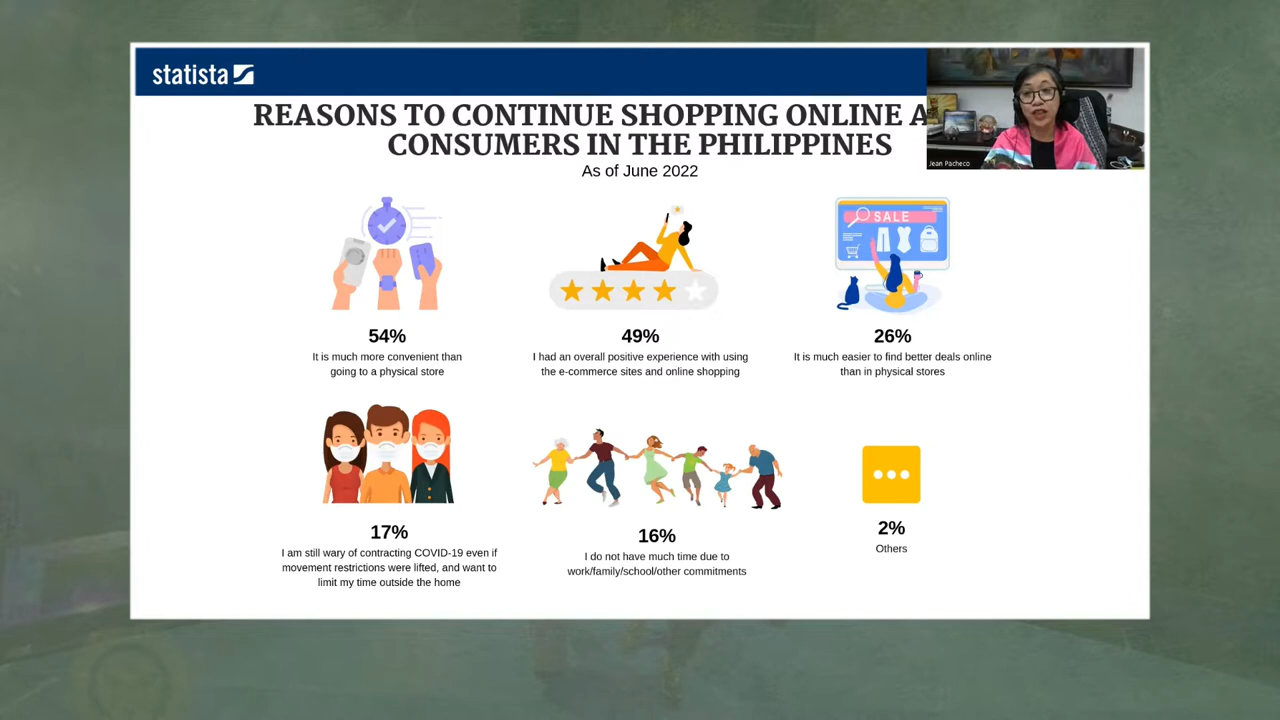 statista
REASONS TO CONTINUE SHOPPING ONLINE
CONSUMERS IN THE PHILIPPINES
As of June 2022
Jean Pacheco
SALE
54%
It is much more convenient than
going to a physical store
49%
I had an overall positive experience with using
the e-commerce sites and online shopping
26%
It is much easier to find better deals online
than in physical stores
17%
I am still wary of contracting COVID-19 even if
movement restrictions were lifted, and want to
limit my time outside the home
16%
I do not have much time due to
work/family/school/other commitments
2%
Others